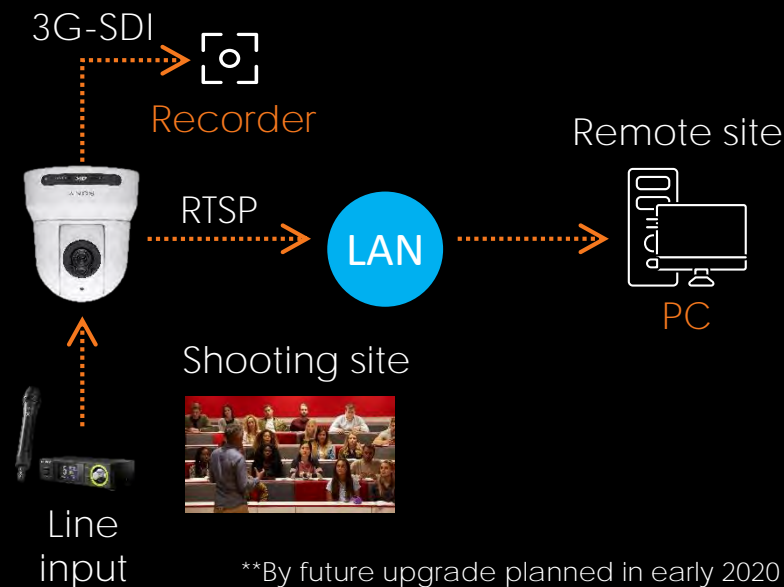 3G-SDI
Recorder
Remote site
RTSP
LAN
PC
Shooting site
Line
input
**By future upgrade planned in early 2020